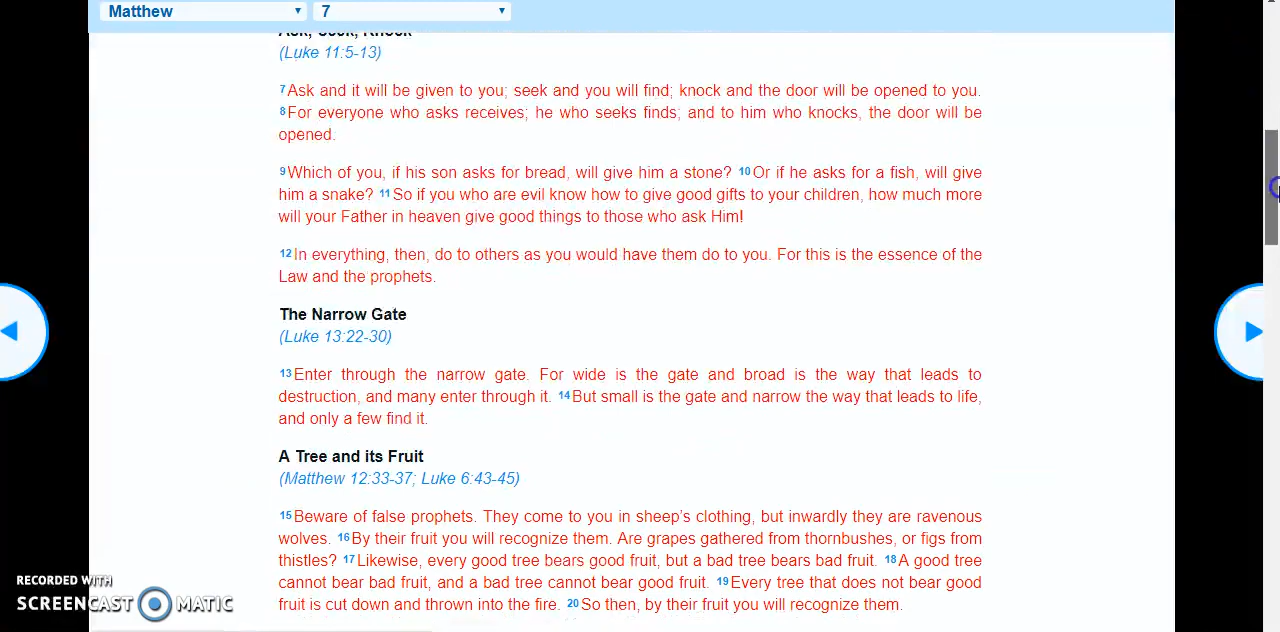 Matthew 7
Ask, Seek, Knock
(Luke 11:5-13)
7Ask and it will be given to you; seek and you will find; knock and the door will be opened to you.
8For everyone who asks receives; he who seeks finds; and to him who knocks, the door will be
opened.
9Which of you, if his son asks for bread, will give him a stone? 10Or if he asks for a fish, will give
him a snake? 11So if you who are evil know how to give good gifts to your children, how much more
will your Father in heaven give good things to those who ask Him!
12In everything, then, do to others as you would have them do to you. For this is the essence of the
Law and the prophets.
The Narrow Gate
(Luke 13:22-30)
13Enter through the narrow gate. For wide is the gate and broad is the way that leads to
destruction, and many enter through it. 14But small is the gate and narrow the way that leads to life,
and only a few find it.
A Tree and its Fruit
(Matthew 12:33-37; Luke 6:43-45)
15Beware of false prophets. They come to you in sheep's clothing, but inwardly they are ravenous
wolves. 16By their fruit you will recognize them. Are grapes gathered from thornbushes, or figs from
thistles? 17Likewise, every good tree bears good fruit, but a bad tree bears bad fruit. 18A good tree
cannot bear bad fruit, and a bad tree cannot bear good fruit. 19Every tree that does not bear good
fruit is cut down and thrown into the fire. 20So then, by their fruit you will recognize them.
RECORDED WITH
SCREENCAST MATIC